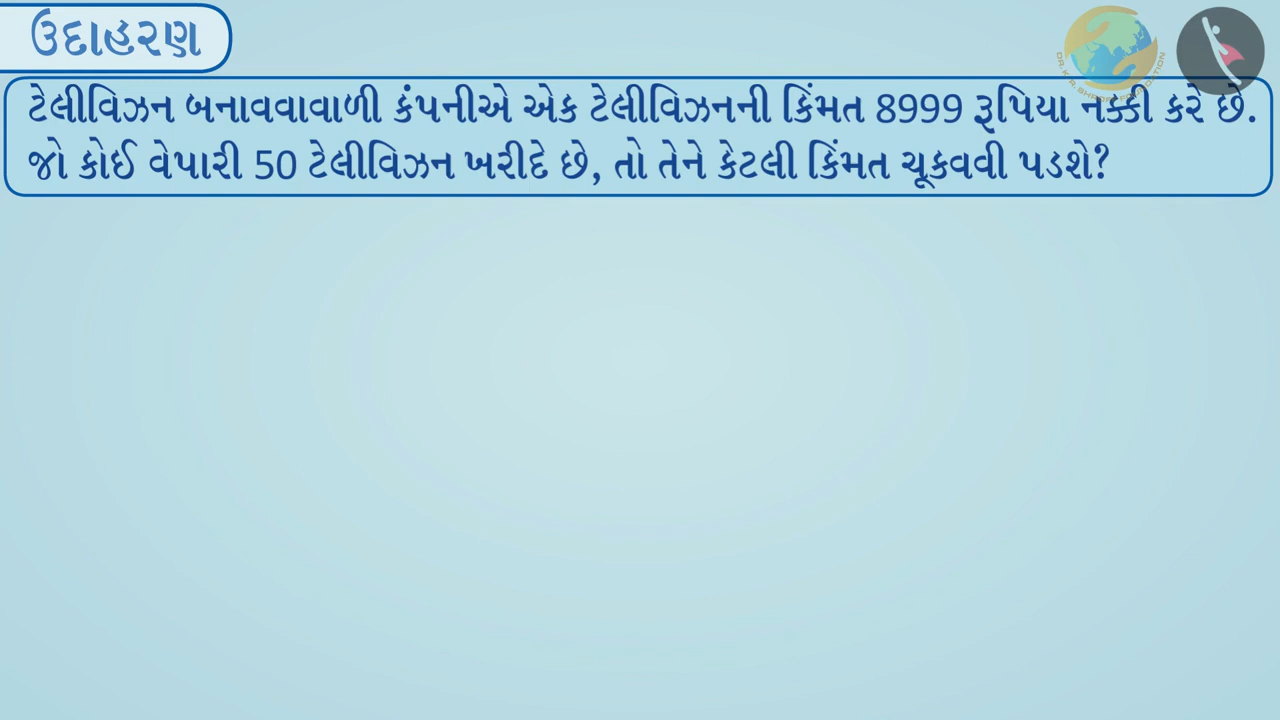 ઉદાહરણ
ટેલીવિઝન બનાવવાવાળી કંપનીએ એક ટેલીવિઝનની કિંમત 8999 રૂપિયા નક્કી કરે છે.
જો કોઈ વેપારી 50 ટેલીવિઝન ખરીદે છે, તો તેને કેટલી કિંમત ચૂકવવી પડશે?